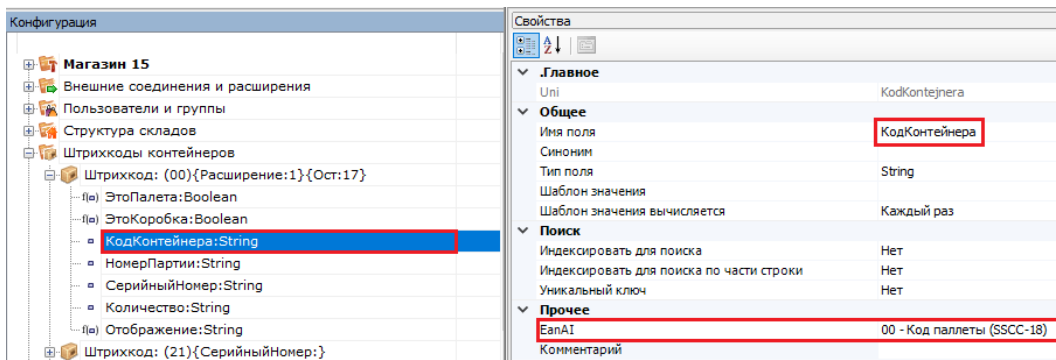 Конфигурация
Магазин 15
Внешние соединения и расширения
Пользователи и группы
Структура складов
Штрихкоды контейнеров
Штрихкод: (00){Расширение:1}{Ост:17}
ЭтоПалета:Boolean
ЭтоКоробка:Boolean
КодКонтейнера:String
НомерПартии:String
СерийныйНомер:String
Количество:String
Отображение:String
Штрихкод: (21){СерийныйНомер:}
Свойства
.Главное
Uni KodKontejnera
Общее
Имя поля КодКонтейнера
Синоним
Тип поля String
Шаблон значения
Шаблон значения вычисляется Каждый раз
Поиск
Индексировать для поиска Нет
Индексировать для поиска по части строки Нет
Уникальный ключ Нет
Прочее
EanAI 00 - Код паллеты (SSCC-18)
Комментарий